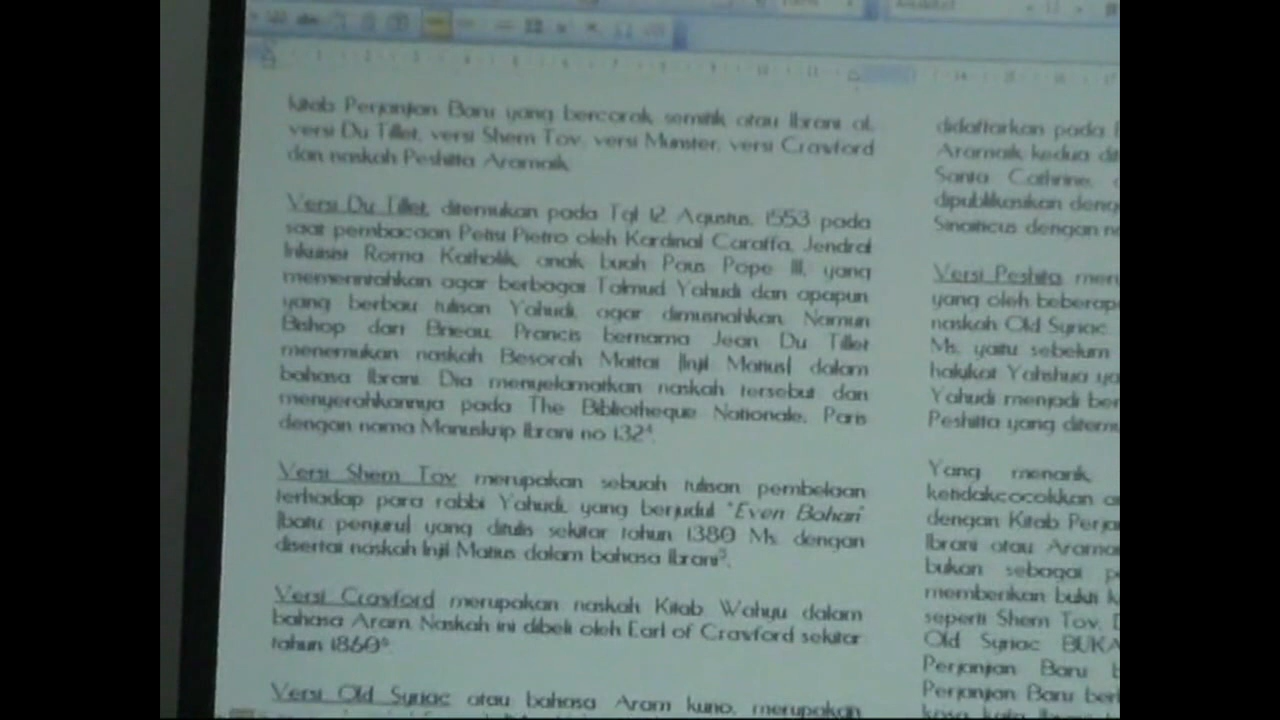 kitab Perjanjian Baru yang bercorak semitik atau Ibrani al,
versi Du Tillet, versi Shem Tov, versi Munster, versi Crawford
dan naskah Peshitta Aramaik.
Versi Du Tillet, ditemukan pada Tgl 12 Agustus, 1553 pada
saat pembacaan Petisi Pietro oleh Kardinal Caraffa, Jendral
Inkuisisi Roma Katholik, anak buah Paus Pope III, yang
memerintahkan agar berbagai Talmud Yahudi dan apapun
yang berbau tulisan Yahudi, agar dimusnahkan. Namun
Bishop dari Brieau, Prancis bernama Jean Du Tillet
menemukan naskah Besorah Mattai [Injil Matius] dalam
bahasa Ibrani. Dia menyelamatkan naskah tersebut dan
menyerahkannya pada The Bibliotheque Nationale, Paris
dengan nama Manuskrip Ibrani no 132⁴.
Versi Shem Tov merupakan sebuah tulisan pembelaan
terhadap para rabbi Yahudi, yang berjudul "Even Bohan"
[batu penjuru] yang ditulis sekitar tahun 1380 Ms. dengan
disertai naskah Injil Matius dalam bahasa Ibrani⁵.
Versi Crawford merupakan naskah Kitab Wahyu dalam
bahasa Aram. Naskah ini dibeli oleh Earl of Crawford sekitar
tahun 1860⁶.
Versi Old Syriac atau bahasa Aram kuno, merupakan
didaftarkan pada
Aramaik kedua
Santa Cathrine,
dipublikasikan
Sinaiticus dengan
Versi Peshita
yang oleh
naskah Old Syriac.
Ms, yaitu sebelum
halykat Yahshua
Yahudi menjadi
Peshitta yang
Yang menarik,
ketidakcocokkan
dengan Kitab
Ibrani atau
bukan sebagai
memberikan bukti
seperti Shem Tov,
Old Syriac
Perjanjian Baru
Perjanjian Baru
kosa kata